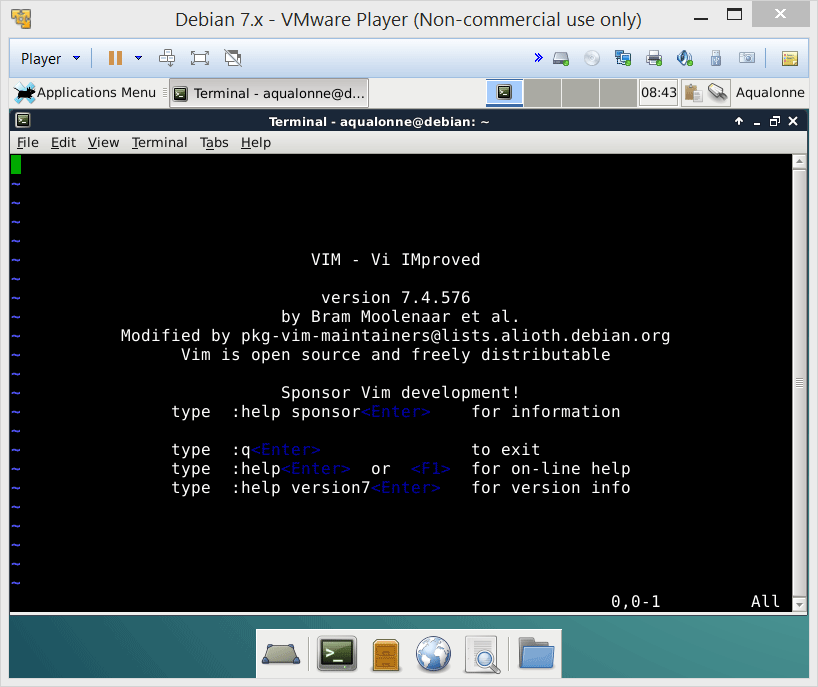 Debian 7.x - VMware Player (Non-commercial use only)
Player
Applications Menu
Terminal - aqualonne@d...
08:43
Aqualonne
Terminal - aqualonne@debian: ~
File Edit View Terminal Tabs Help
~
~
~
~
VIM - Vi IMproved
~
~
version 7.4.576
~
by Bram Moolenaar et al.
~
Modified by pkg-vim-maintainers@lists.alioth.debian.org
~
Vim is open source and freely distributable
~
~
Sponsor Vim development!
~
type :help sponsor<Enter> for information
~
~
type :q<Enter> to exit
~
type :help<Enter> or <F1> for on-line help
~
type :help version7<Enter> for version info
~
~
~
~
~
0,0-1 All